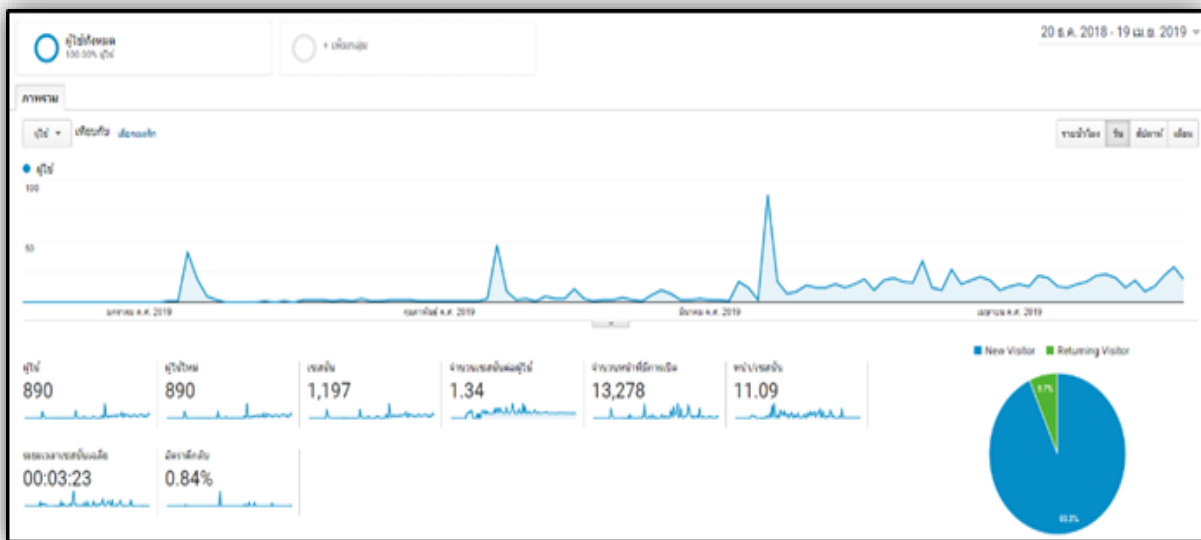 ผู้ใช้ทั้งหมด
100.00% ผู้ใช้
+ เพิ่มกลุ่ม
20 ธ.ค. 2018 - 19 เม.ย. 2019
ภาพรวม
ผู้ใช้ เทียบกับ เลือกเมตริก
รายชั่วโมง วัน สัปดาห์ เดือน
ผู้ใช้
100
50
มกราคม ค.ศ. 2019 กุมภาพันธ์ ค.ศ. 2019 มีนาคม ค.ศ. 2019 เมษายน ค.ศ. 2019
New Visitor Returning Visitor
ผู้ใช้ ผู้ใช้ใหม่ เซสชัน จำนวนเซสชันต่อผู้ใช้ จำนวนหน้าที่มีการเปิด หน้า/เซสชัน
890 890 1,197 1.34 13,278 11.09
ระยะเวลาเซสชันเฉลี่ย อัตราตีกลับ
00:03:23 0.84%